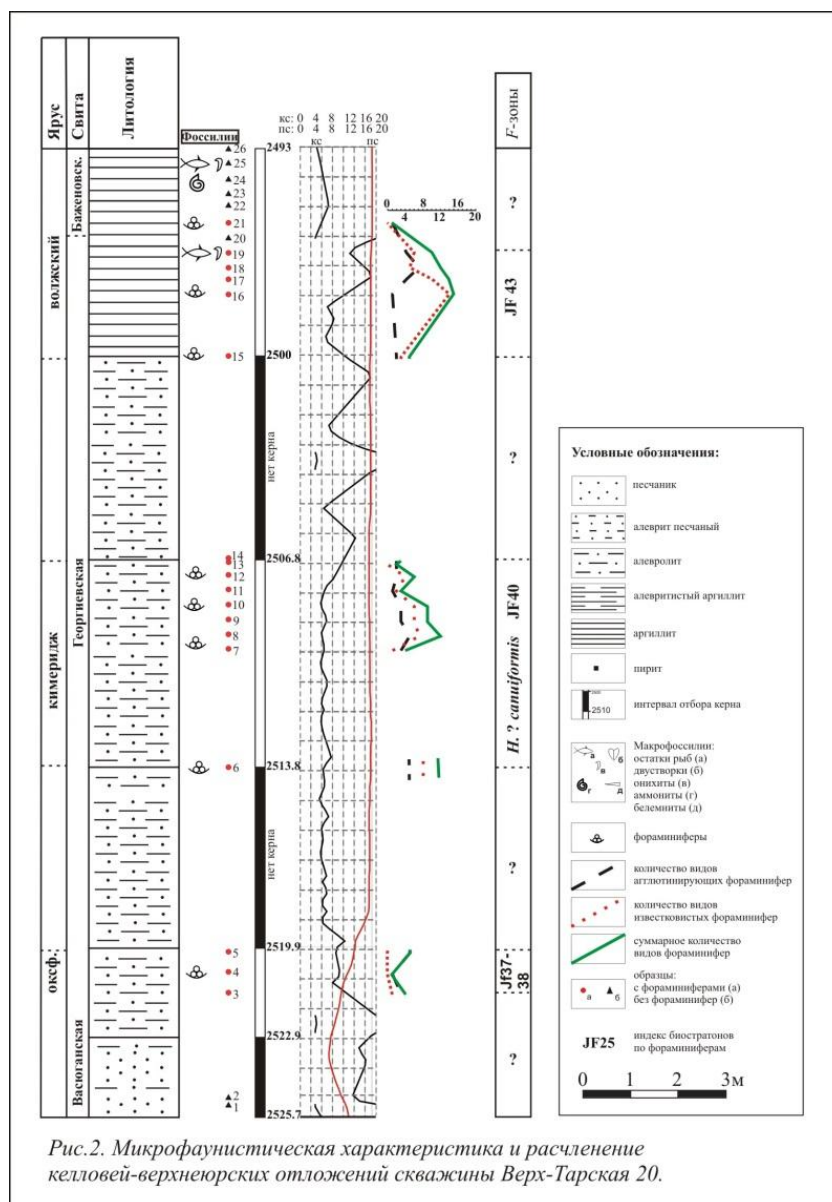 Ярус
Свита
Литология
Фоссилии
кс: 0 4 8 12 16 20
пс: 0 4 8 12 16 20
кс
пс
F-зоны
волжский
кимеридж
оксф.
Баженовск.
Георгиевская
Васюганская
26
25
24
23
22
21
20
19
18
17
16
15
14
13
12
11
10
9
8
7
6
5
4
3
2
1
2493
2500
нет керна
2506.8
2513.8
нет керна
2519.9
2522.9
2525.7
0 4 12 20
?
JF 43
?
H. ? canuiformis JF40
?
Jf37-
38
?
Условные обозначения:
песчаник
алеврит песчаный
алевролит
алевритистый аргиллит
аргиллит
пирит
2510
интервал отбора керна
а
б
в
г
д
Макрофоссилии:
остатки рыб (а)
двустворки (б)
онихиты (в)
аммониты (г)
белемниты (д)
фораминиферы
количество видов
агглютинирующих фораминифер
количество видов
известковистых фораминифер
суммарное количество
видов фораминифер
а
б
образцы:
с фораминиферами (а)
без фораминифер (б)
JF25
индекс биостратонов
по фораминиферам
0 1 2 3м
Рис.2. Микрофаунистическая характеристика и расчленение
келловей-верхнеюрских отложений скважины Верх-Тарская 20.